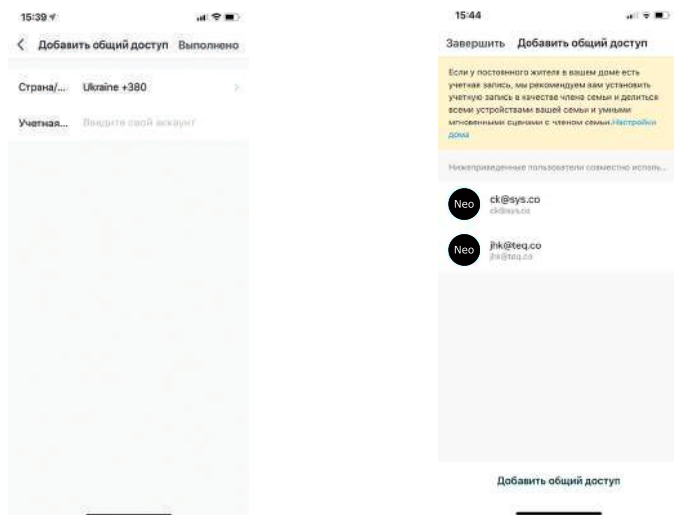 15:39
Добавить общий доступ Выполнено
Страна/... Ukraine +380
Учетная... Введите свой аккаунт
15:44
Завершить Добавить общий доступ
Если у постоянного жителя в вашем доме есть
учетная запись, мы рекомендуем вам установить
учетную запись в качестве члена семьи и делиться
всеми устройствами вашей семьи и умными
мгновенными сценами с членом семьи.Настройки
дома
Нижеприведенные пользователи совместно исполь...
Neo ck@sys.co
ck@sys.co
Neo jhk@teq.co
jhk@teq.co
Добавить общий доступ